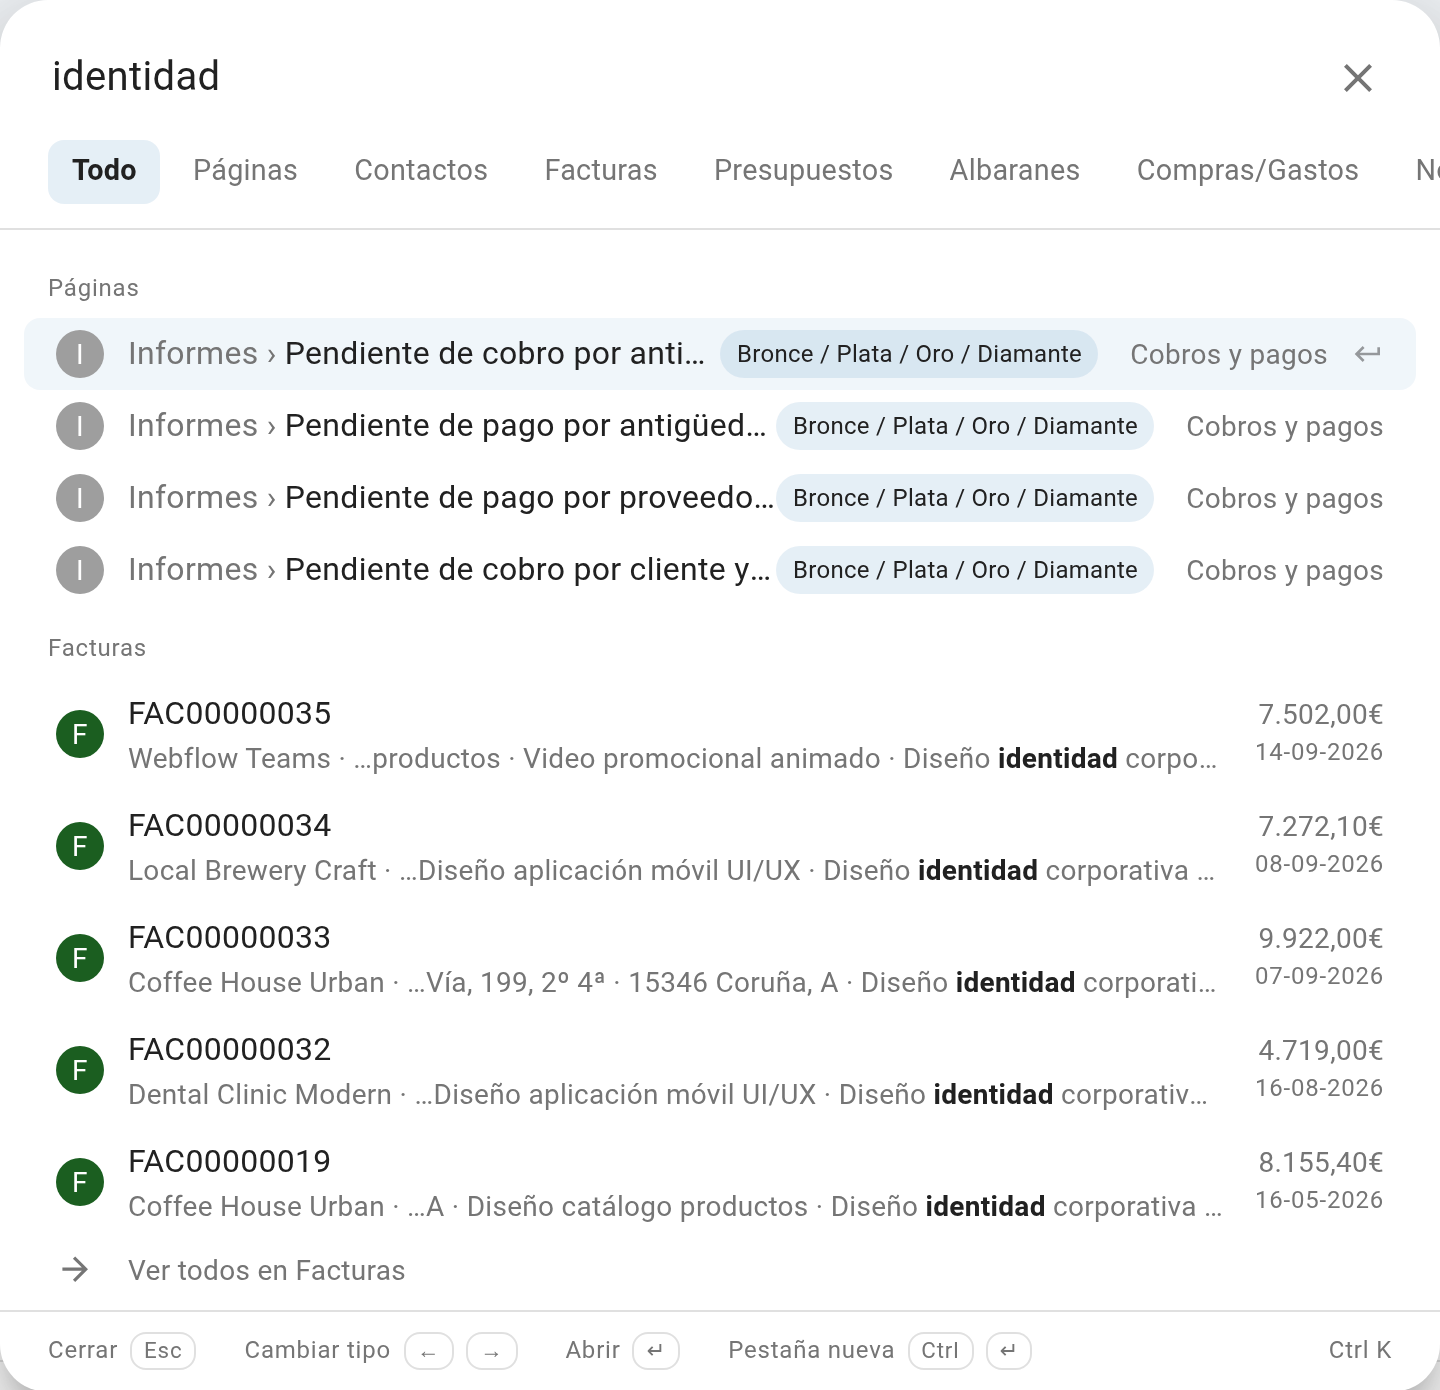 identidad
Todo Páginas Contactos Facturas Presupuestos Albaranes Compras/Gastos
Páginas
I Informes › Pendiente de cobro por anti... Bronce / Plata / Oro / Diamante Cobros y pagos ↵
I Informes › Pendiente de pago por antigüed... Bronce / Plata / Oro / Diamante Cobros y pagos
I Informes › Pendiente de pago por proveedo... Bronce / Plata / Oro / Diamante Cobros y pagos
I Informes › Pendiente de cobro por cliente y... Bronce / Plata / Oro / Diamante Cobros y pagos
Facturas
FAC00000035 7.502,00€
F Webflow Teams · ...productos · Video promocional animado · Diseño identidad corpo... 14-09-2026
FAC00000034 7.272,10€
F Local Brewery Craft · ...Diseño aplicación móvil UI/UX · Diseño identidad corporativa ... 08-09-2026
FAC00000033 9.922,00€
F Coffee House Urban · ...Vía, 199, 2º 4ª · 15346 Coruña, A · Diseño identidad corporati... 07-09-2026
FAC00000032 4.719,00€
F Dental Clinic Modern · ...Diseño aplicación móvil UI/UX · Diseño identidad corporativ... 16-08-2026
FAC00000019 8.155,40€
F Coffee House Urban · ...A · Diseño catálogo productos · Diseño identidad corporativa ... 16-05-2026
→ Ver todos en Facturas
Cerrar Esc Cambiar tipo ← → Abrir ↵ Pestaña nueva Ctrl ↵ Ctrl K